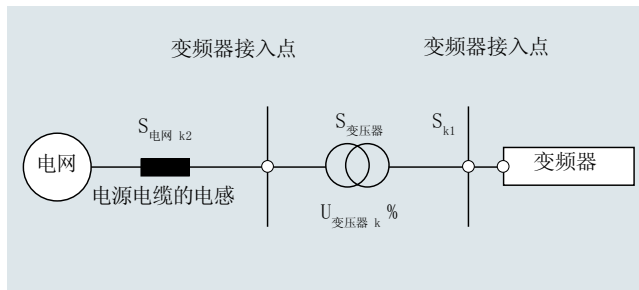 变频器接入点 变频器接入点
S电网 k2 S变压器 Sk1
电网 变频器
电源电缆的电感
U变压器 k %